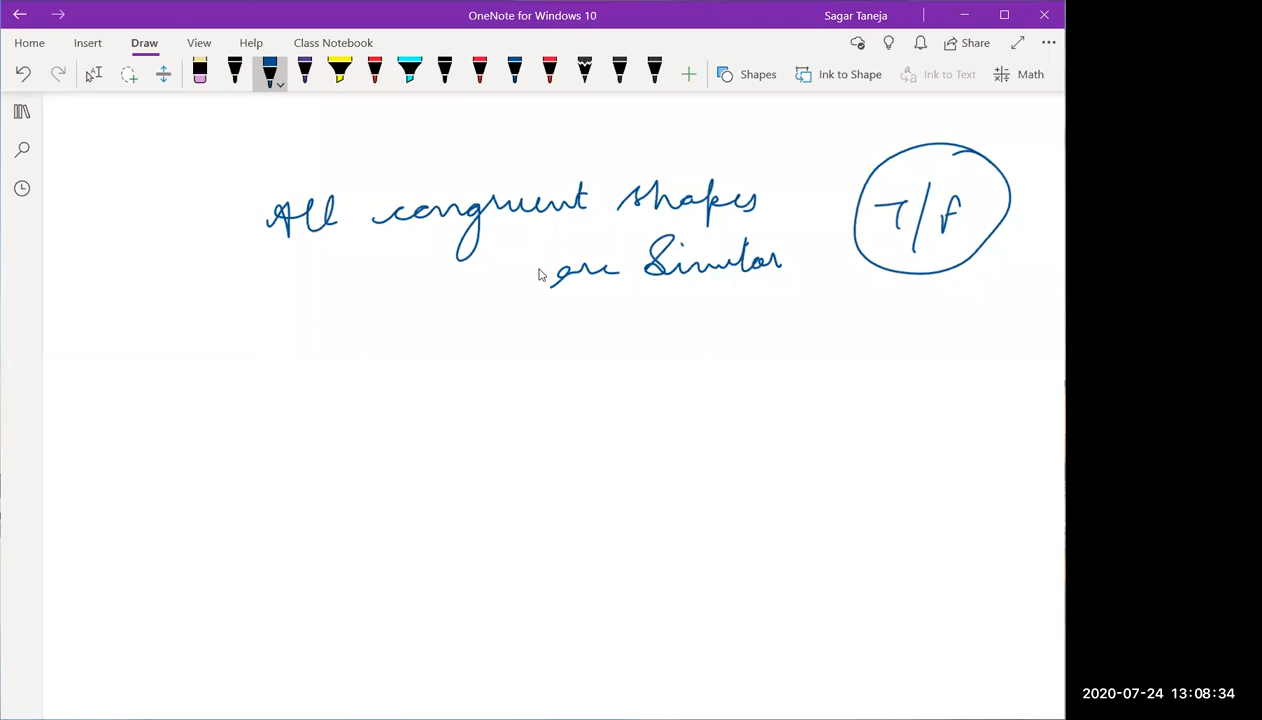 OneNote for Windows 10
Sagar Taneja
Home Insert Draw View Help Class Notebook
Share
Shapes Ink to Shape Ink to Text Math
All congruent shapes T/F
are Similar
2020-07-24 13:08:34